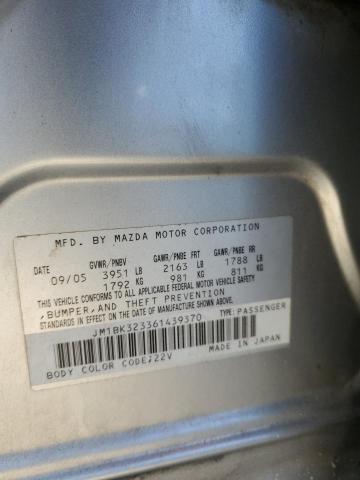 MFD. BY MAZDA MOTOR CORPORATION
DATE GVWR/PNBV GAWR/PNBE FRT GAWR/PNBE RR
09/05 3951 LB 2163 LB 1788 LB
1792 KG 981 KG 811 KG
THIS VEHICLE CONFORMS TO ALL APPLICABLE FEDERAL MOTOR VEHICLE SAFETY
,BUMPER,AND THEFT PREVENTION
STANDARDS IN EFFECT ON THE DATE OF MANUFACTURE SHOWN ABOVE.
JM1BK323361439370 TYPE:PASSENGER
BODY COLOR CODE:22V MADE IN JAPAN